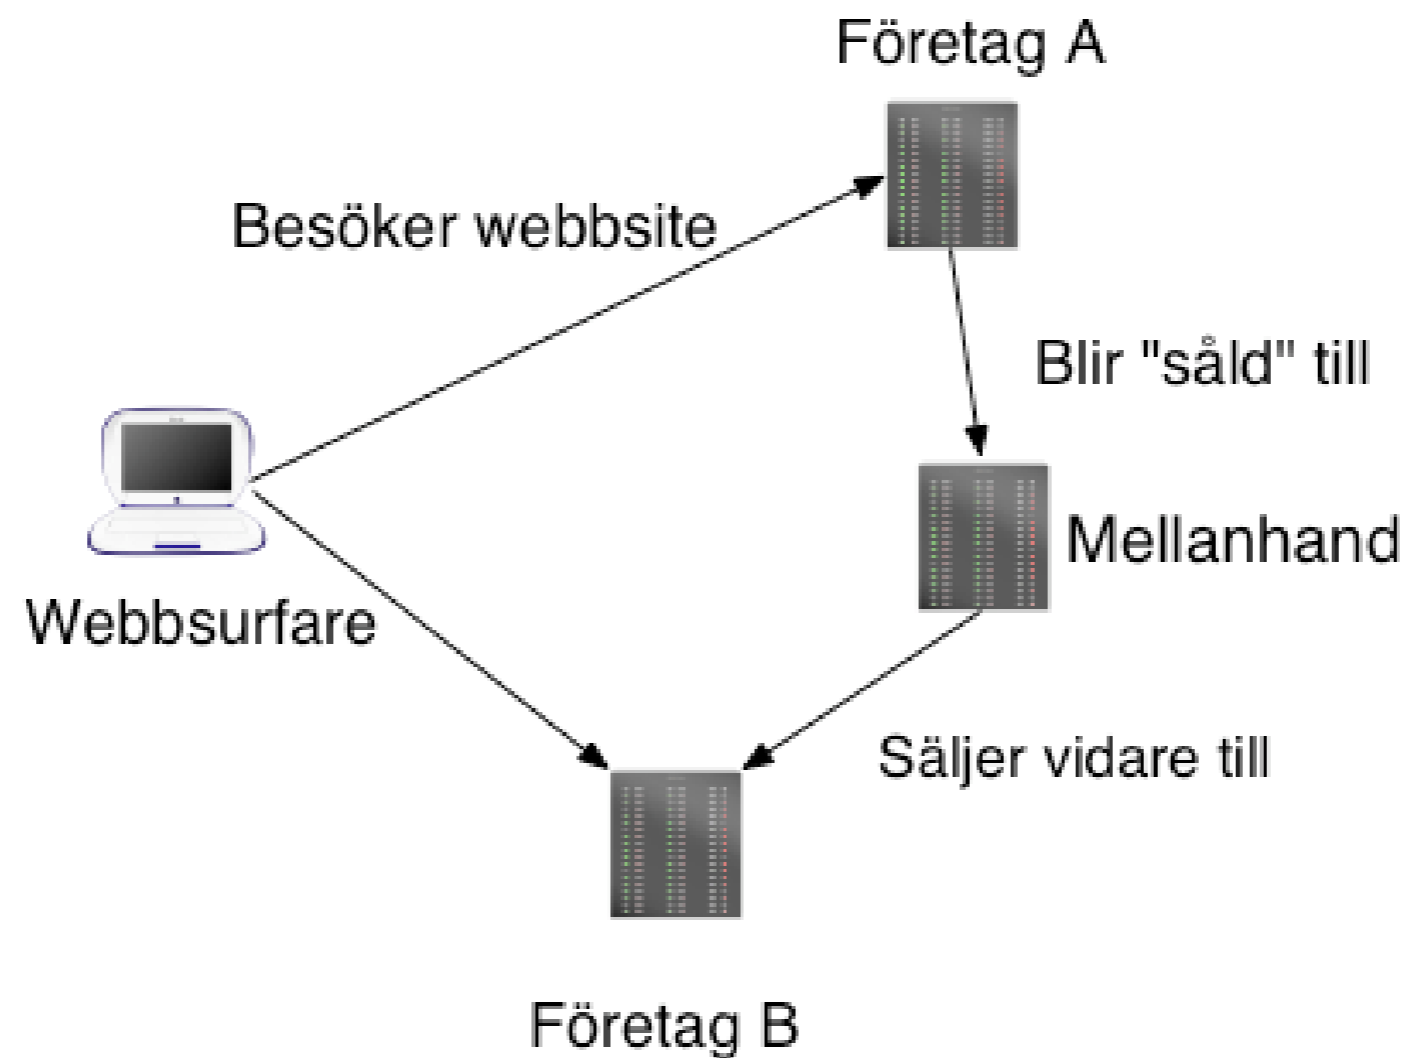 Företag A
Besöker webbsite
Blir "såld" till
Mellanhand
Webbsurfare
Säljer vidare till
Företag B